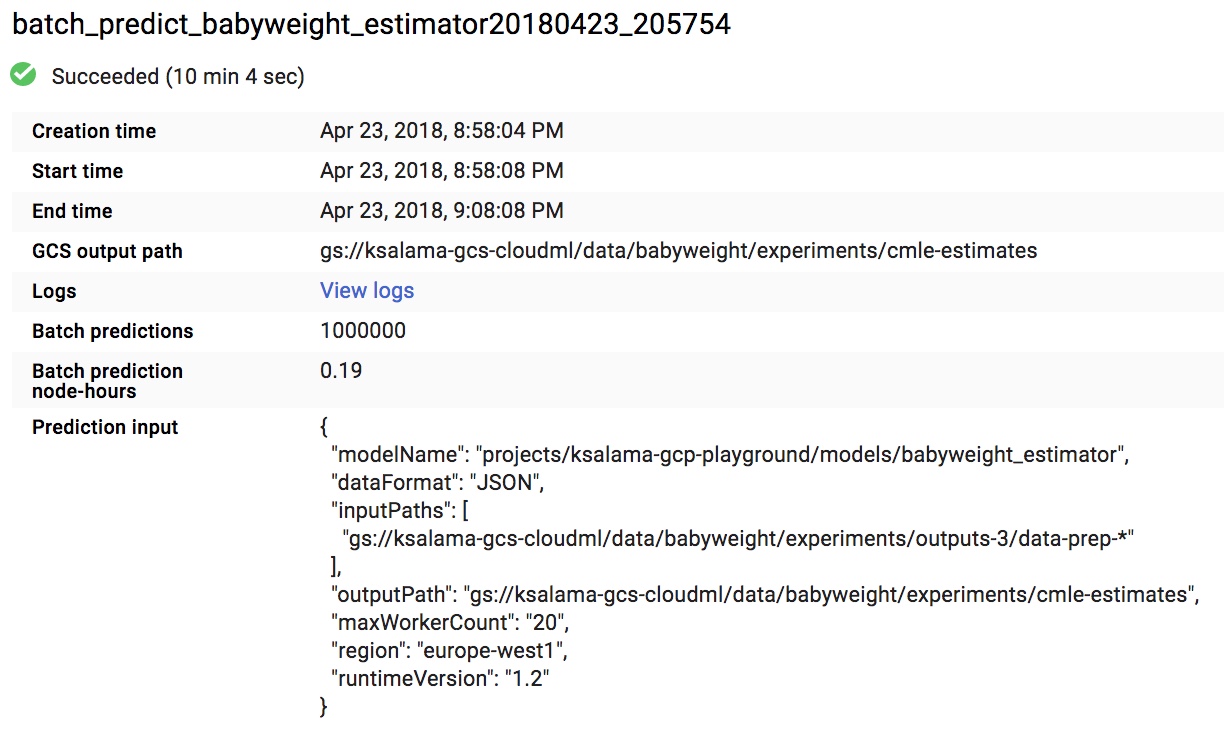 batch_predict_babyweight_estimator20180423_205754
Succeeded (10 min 4 sec)
Creation time Apr 23, 2018, 8:58:04 PM
Start time Apr 23, 2018, 8:58:08 PM
End time Apr 23, 2018, 9:08:08 PM
GCS output path gs://ksalama-gcs-cloudml/data/babyweight/experiments/cmle-estimates
Logs View logs
Batch predictions 1000000
Batch prediction 0.19
node-hours
Prediction input {
"modelName": "projects/ksalama-gcp-playground/models/babyweight_estimator",
"dataFormat": "JSON",
"inputPaths": [
"gs://ksalama-gcs-cloudml/data/babyweight/experiments/outputs-3/data-prep-*"
],
"outputPath": "gs://ksalama-gcs-cloudml/data/babyweight/experiments/cmle-estimates",
"maxWorkerCount": "20",
"region": "europe-west1",
"runtimeVersion": "1.2"
}